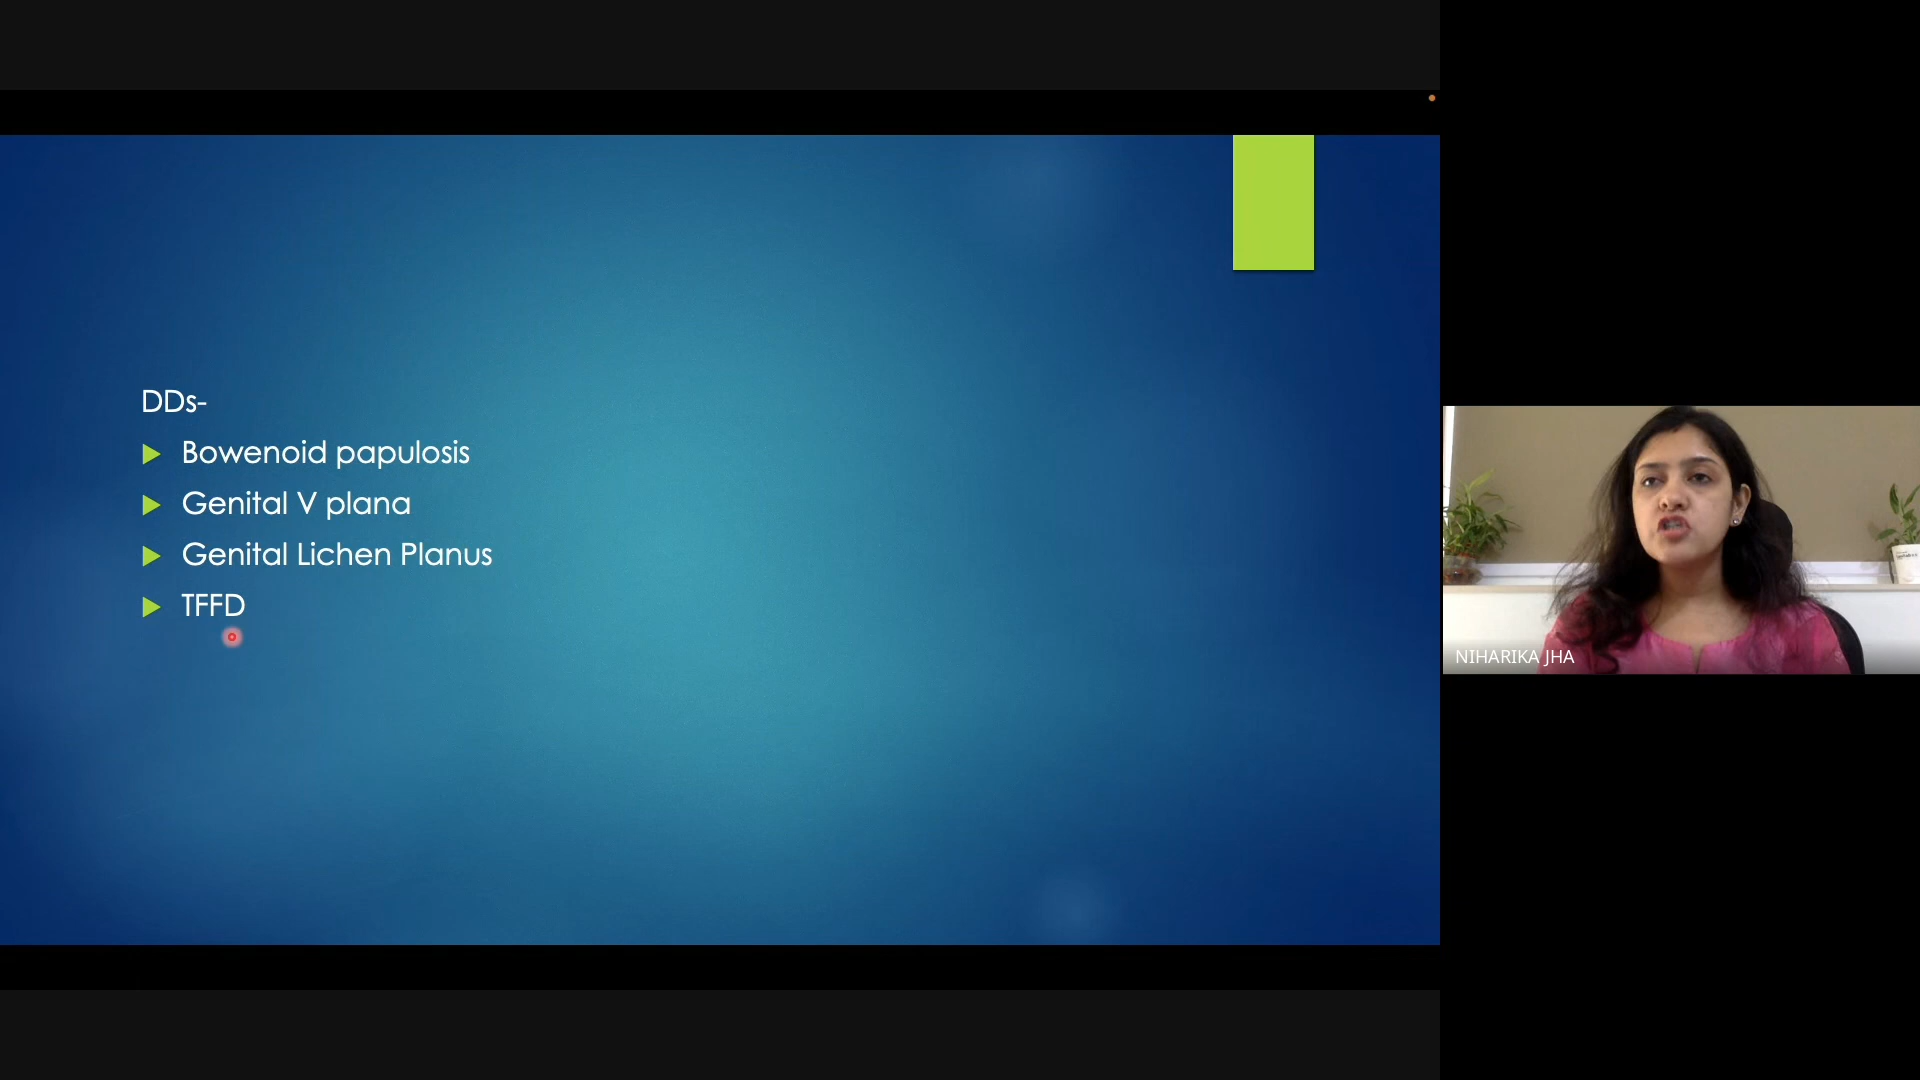 DDs-
Bowenoid papulosis
Genital V plana
Genital Lichen Planus
TFFD
NIHARIKA JHA